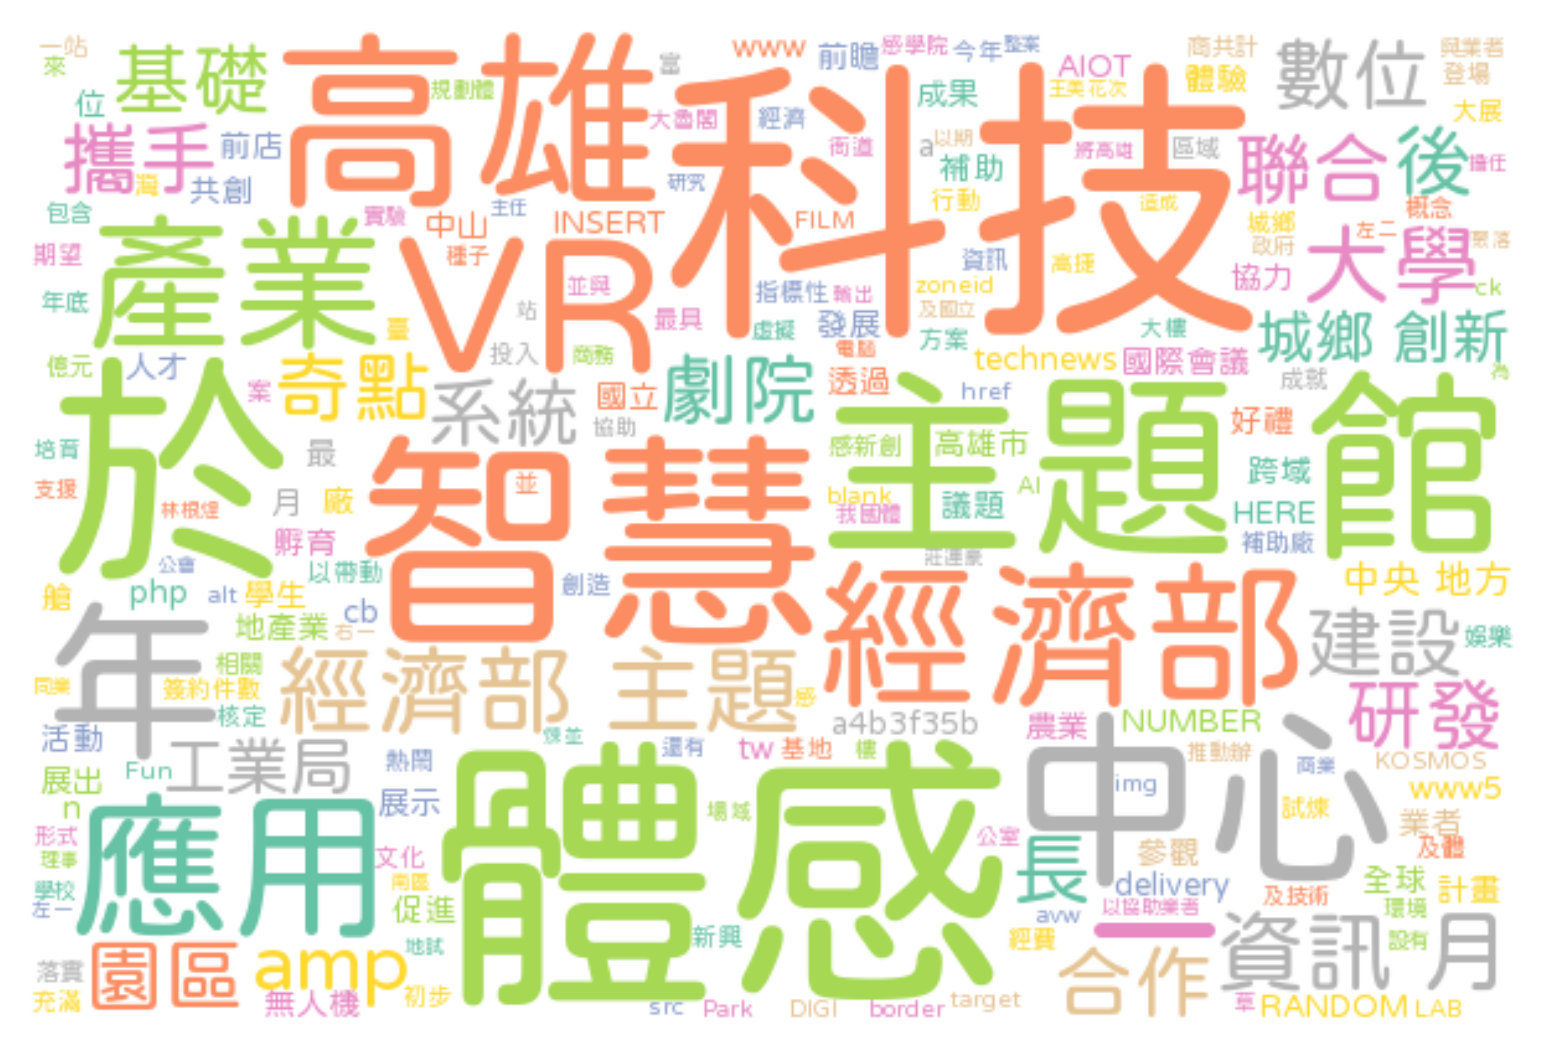 一站
來
基礎
位
高雄
規劃體
富
www
前瞻
感學院
今年
整案
商共計
AIOT
王美花次
體驗
數位
與業者
登場
大展
科技
成果
攜手
前店
灣
共創
大魯閣
經濟
街道
a
以期
補助
將高雄
區域
聯合
後
擔任
研究
行動
造成
包含
實驗
主任
中山
INSERT
FILM
城鄉
政府
概念
左二
聚落
期望
產業
種子
VR
並與
資訊
高捷
協力
大學
ck
年底
臺
站
最具
指標性
輸出
zoneid
及國立
虛擬
發展
方案
大樓
城鄉 創新
億元
人才
案
奇點
投入
商務
系統
協助
國立
劇院
電腦
透過
technews
國際會議
成就
為
href
於
主題館
好禮
培育
支援
林根煌
最
月
廠
孵育
智慧
並
感新創
高雄市
blank
我國體
議題
AI
跨域
HERE
補助廠
公會
以帶動
創造
經濟部
中央 地方
艙
php
alt
學生
cb
地產業
右一
年
建設
娛樂
相關
同業
簽約件數
核定
經濟部 主題
感
a4b3f35b
農業
NUMBER
研發
活動
工業局
熱鬧
還有
tw
基地
樓
中心
推動辦
商業
KOSMOS
展出
Fun
n
展示
體感
img
www5
形式
理事
學校
左一
應用
文化
南區
促進
場域
公室
長
參觀
試煉
業者
及體
delivery
全球
環境
計畫
avw
以協助業者
及技術
一
落實
充滿
園區
amp
地試
初步
無人機
新興
經費
合作
資訊月
設有
src
Park
DIGI
border
target
RANDOM
LAB